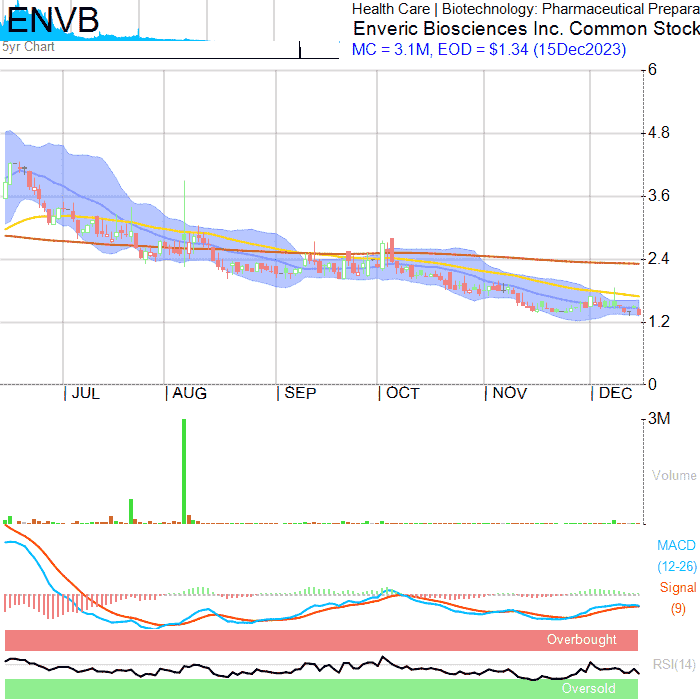 ENVB
5yr Chart
Health Care | Biotechnology: Pharmaceutical Prepara
Enveric Biosciences Inc. Common Stock
MC = 3.1M, EOD = $1.34 (15Dec2023)
6
4.8
3.6
2.4
1.2
0
JUL AUG SEP OCT NOV DEC
3M
Volume
MACD
(12-26)
Signal
(9)
Overbought
RSI(14)
Oversold